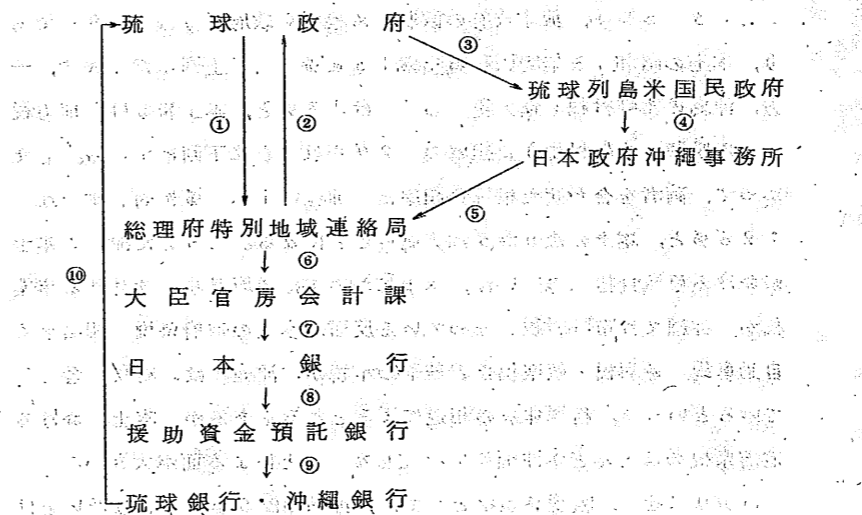 琉球政府
③
琉球列島米国民政府
① ② ④
日本政府沖縄事務所
⑤
総理府特別地域連絡局
⑥
⑩
大臣官房会計課
⑦
日本銀行
⑧
援助資金預託銀行
⑨
琉球銀行・沖縄銀行